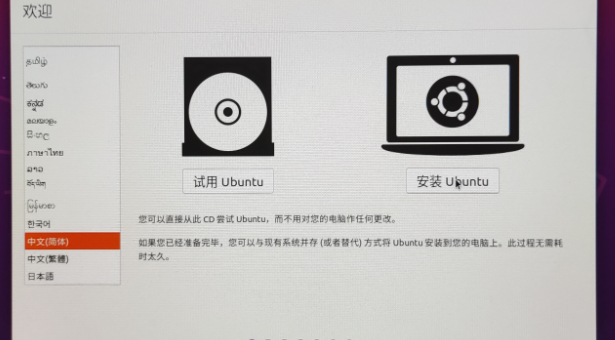 欢迎
தமிழ்
తెలుగు
ಕನ್ನಡ
മലയാളം
සිංහල
ภาษาไทย
ລາວ
မြန်မာစာ
한국어
中文(简体)
中文(繁體)
日本語
试用 Ubuntu
安装 Ubuntu
您可以直接从此 CD 尝试 Ubuntu，而不用对您的电脑作任何更改。
如果您已经准备完毕，您可以与现有系统并存 (或者替代) 方式将 Ubuntu 安装到您的电脑上。此过程无需耗
时太久。